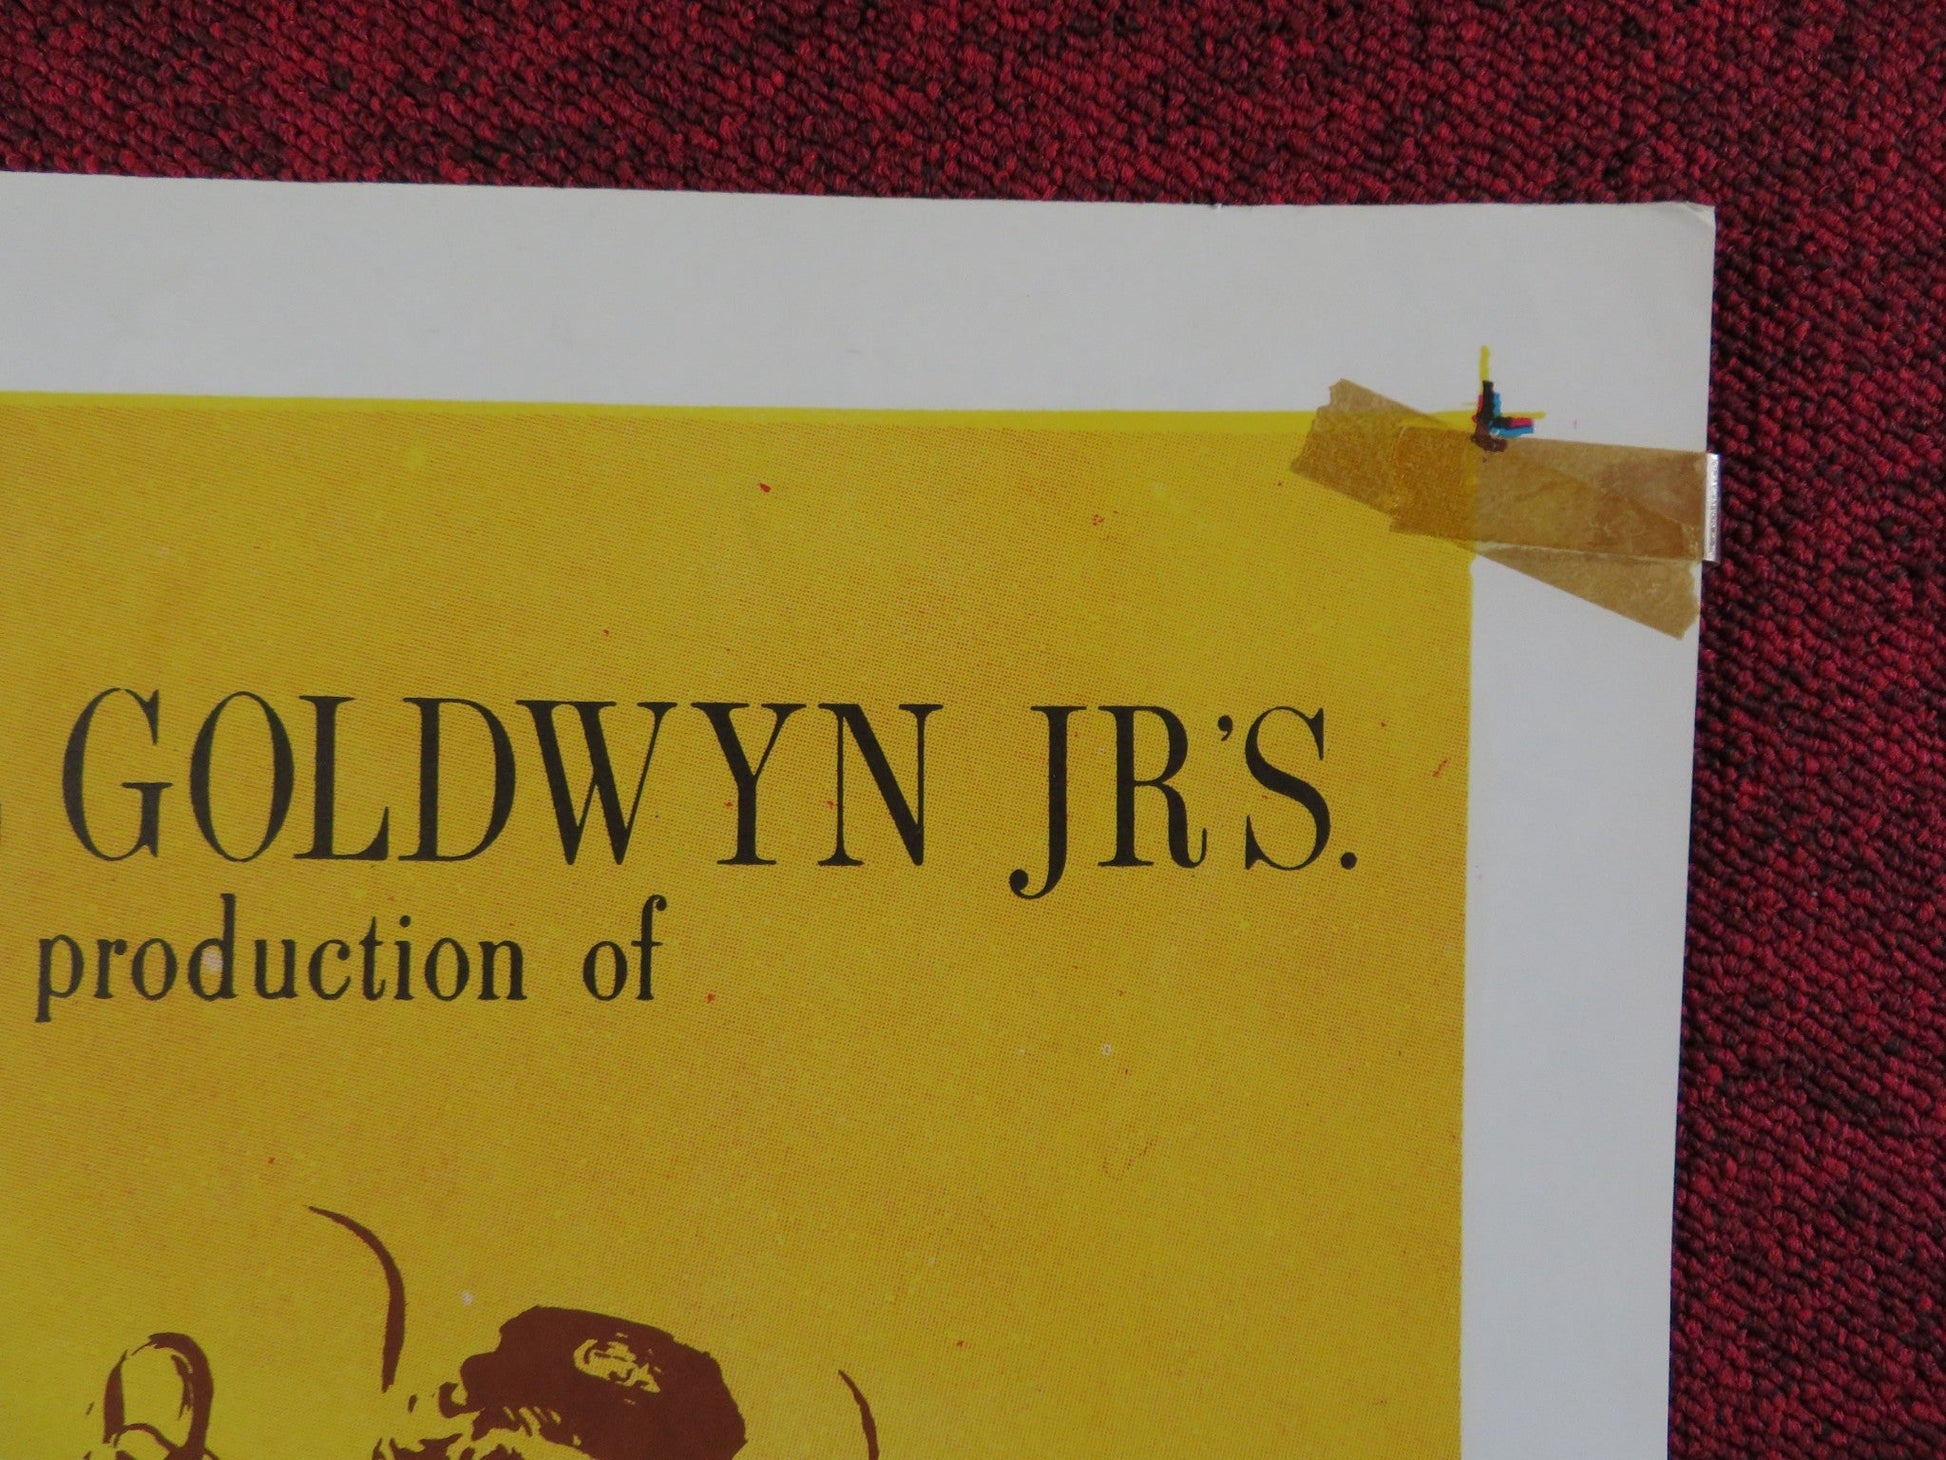 GOLDWYN JR'S.
production of